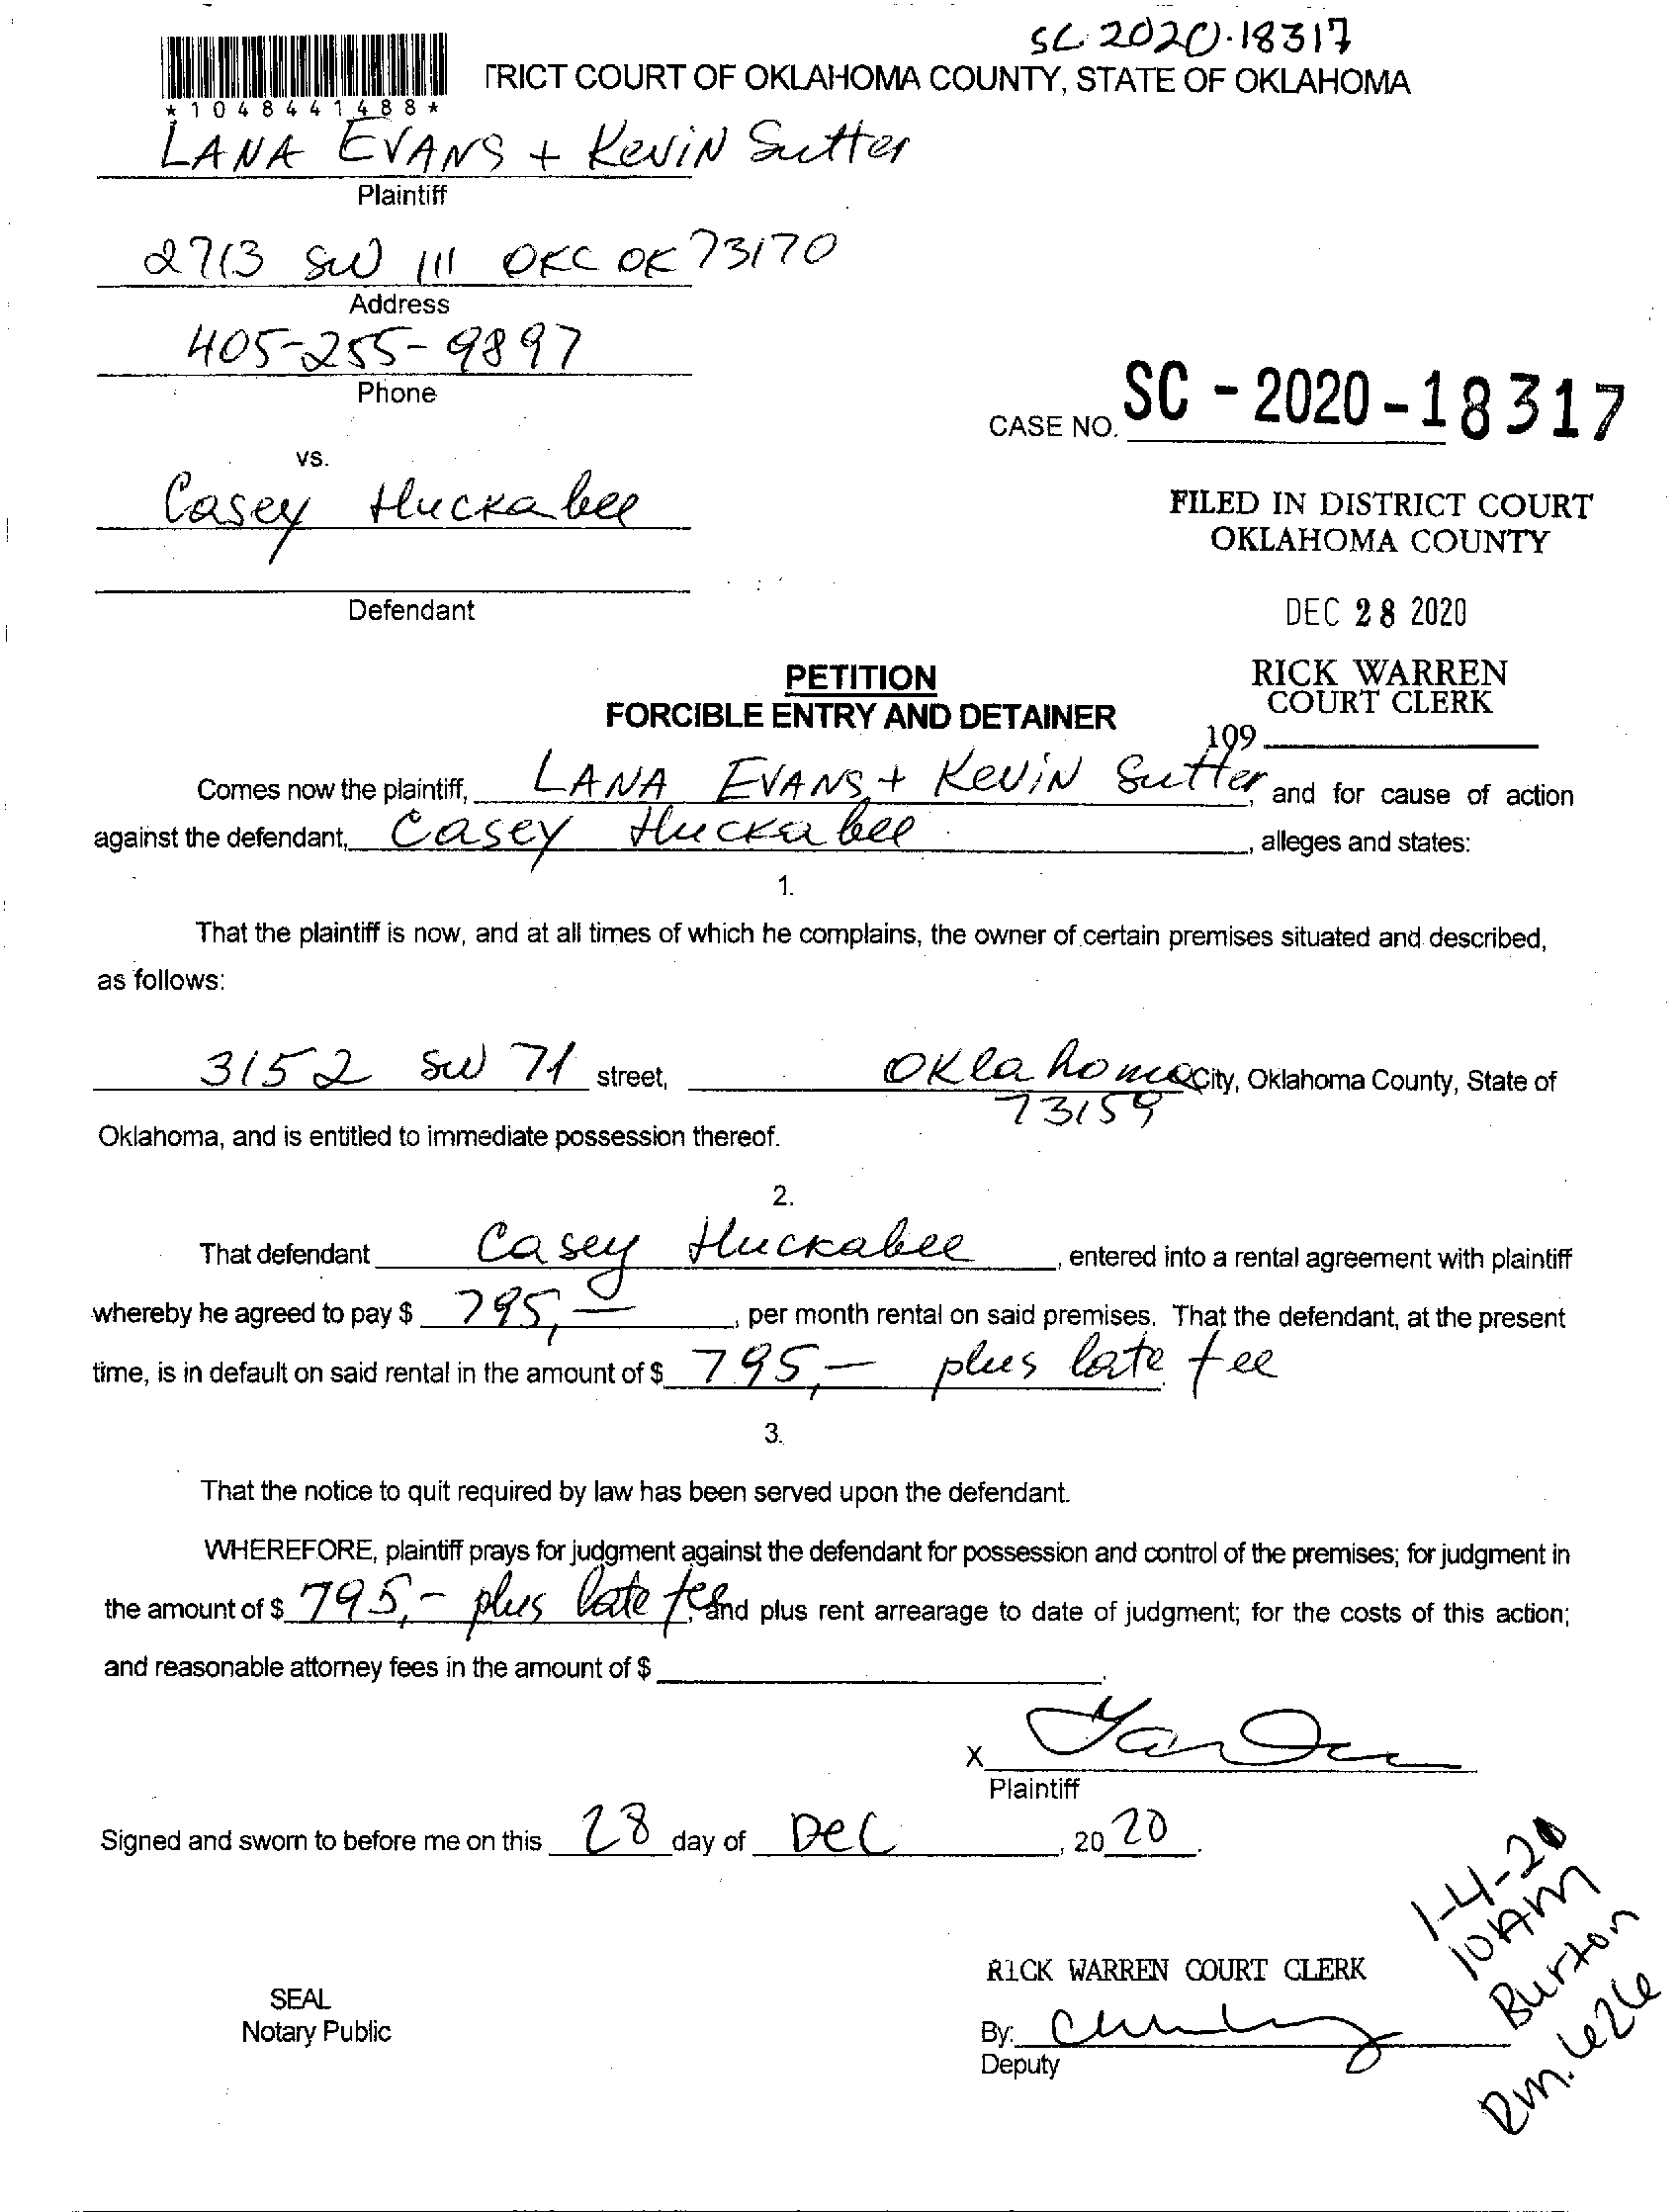 SC 2020-18317
TRICT COURT OF OKLAHOMA COUNTY, STATE OF OKLAHOMA
*1048441488*
LANA EVANS + KEVIN Sutter
Plaintiff
2713 SW 111 OKC OK 73170
Address
405-255-9897
Phone
CASE NO. SC - 2020-18317
vs.
Casey Huckabee
FILED IN DISTRICT COURT
OKLAHOMA COUNTY
Defendant
DEC 28 2020
PETITION
FORCIBLE ENTRY AND DETAINER
RICK WARREN
COURT CLERK
109
Comes now the plaintiff, LANA EVANS + KEVIN Sutter, and for cause of action
against the defendant, Casey Huckabee, alleges and states:
1.
That the plaintiff is now, and at all times of which he complains, the owner of certain premises situated and described,
as follows:
3152 SW 71 street, Oklahoma City, Oklahoma County, State of
73159
Oklahoma, and is entitled to immediate possession thereof.
2.
That defendant Casey Huckabee, entered into a rental agreement with plaintiff
whereby he agreed to pay $ 795,—, per month rental on said premises. That the defendant, at the present
time, is in default on said rental in the amount of $ 795,— plus late fee
3.
That the notice to quit required by law has been served upon the defendant.
WHEREFORE, plaintiff prays for judgment against the defendant for possession and control of the premises; for judgment in
the amount of $ 795,- plus late fee, and plus rent arrearage to date of judgment; for the costs of this action;
and reasonable attorney fees in the amount of $ .
X
Plaintiff
Signed and sworn to before me on this 28 day of Dec, 20 20.
1-4-20
10AM
Burton
Rm. 626
RICK WARREN COURT CLERK
SEAL
Notary Public
By:
Deputy